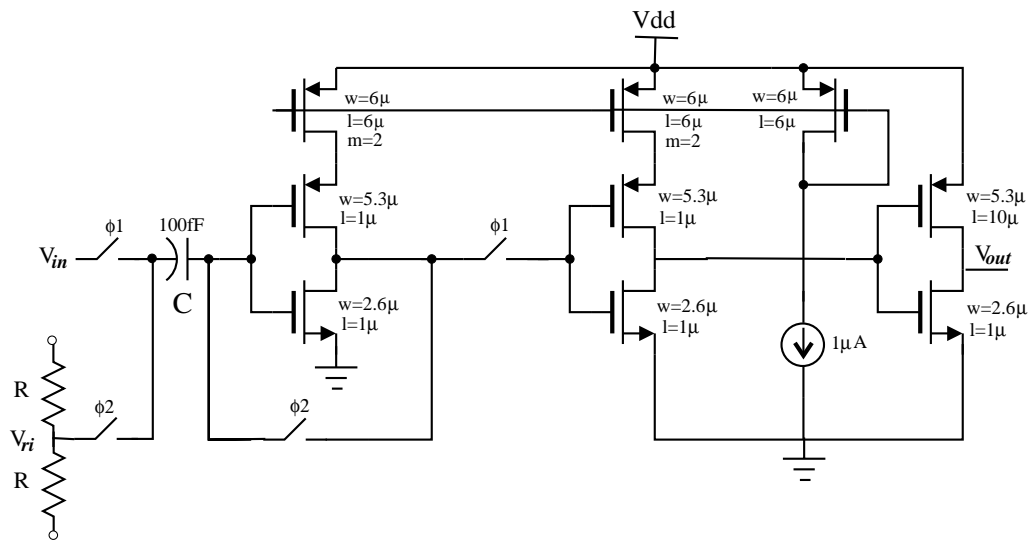 Vdd
w=6µ
l=6µ
m=2
w=6µ
l=6µ
m=2
w=6µ
l=6µ
w=5.3µ
l=1µ
w=5.3µ
l=1µ
w=5.3µ
l=10µ
ϕ1
100fF
ϕ1
Vin
C
Vout
w=2.6µ
l=1µ
w=2.6µ
l=1µ
w=2.6µ
l=1µ
1µA
R
ϕ2
ϕ2
Vri
R